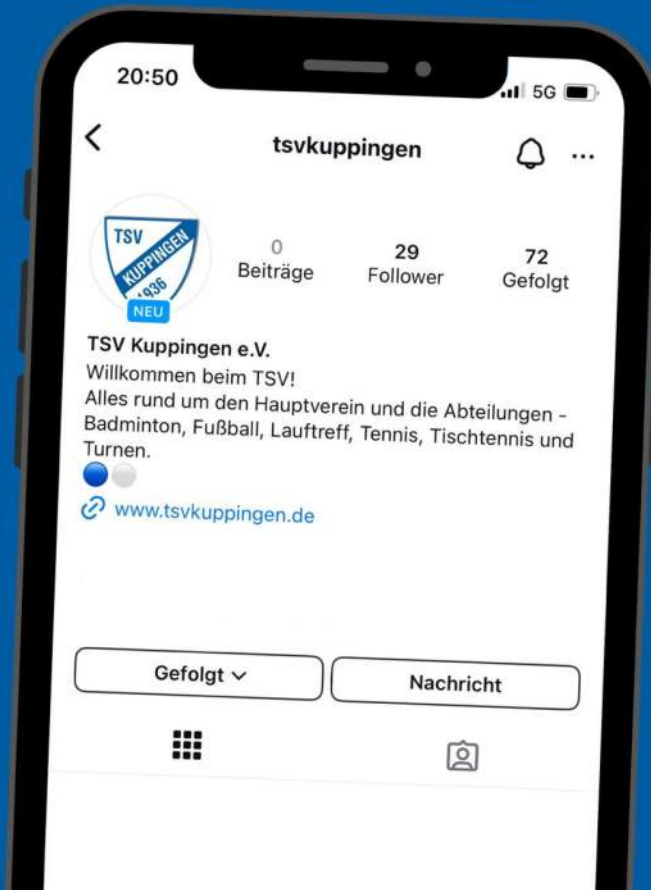 20:50
5G
tsvkuppingen
TSV
KUPPINGEN
1936
NEU
0
Beiträge
29
Follower
72
Gefolgt
TSV Kuppingen e.V.
Willkommen beim TSV!
Alles rund um den Hauptverein und die Abteilungen -
Badminton, Fußball, Lauftreff, Tennis, Tischtennis und
Turnen.
www.tsvkuppingen.de
Gefolgt
Nachricht